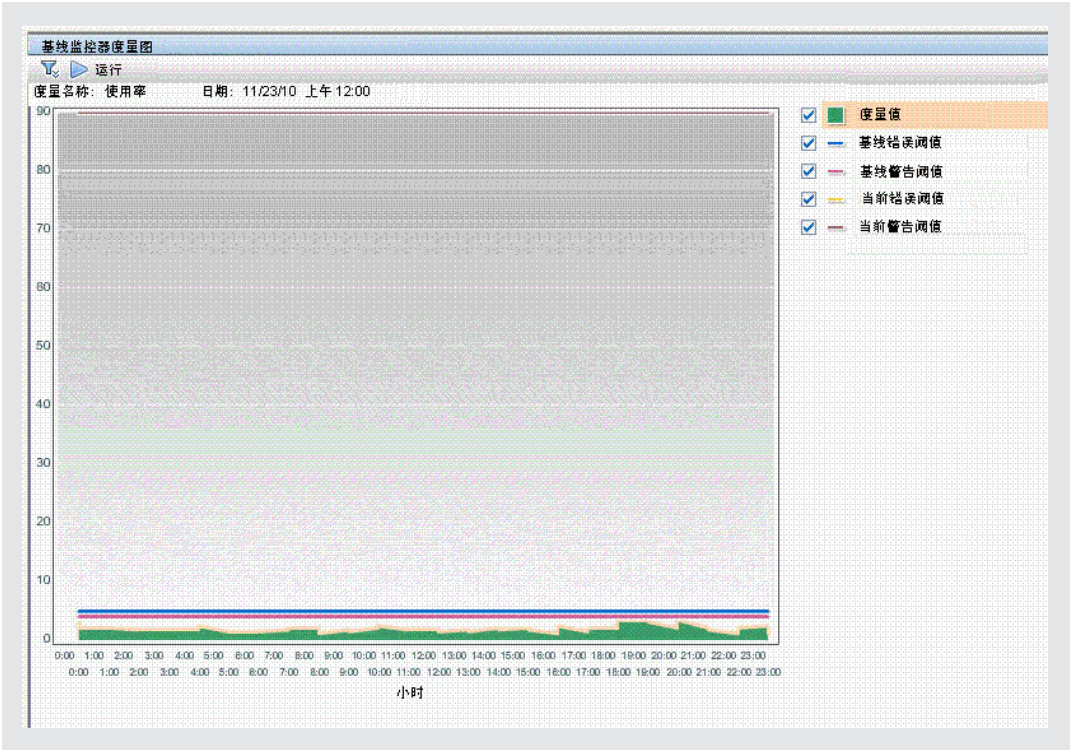 基线监控器度量图
运行
度量名称: 使用率 日期: 11/23/10 上午 12:00
度量值
基线错误阈值
基线警告阈值
当前错误阈值
当前警告阈值
90
80
70
60
50
40
30
20
10
0
0:00 1:00 2:00 3:00 4:00 5:00 6:00 7:00 8:00 9:00 10:00 11:00 12:00 13:00 14:00 15:00 16:00 17:00 18:00 19:00 20:00 21:00 22:00 23:00
0:00 1:00 2:00 3:00 4:00 5:00 6:00 7:00 8:00 9:00 10:00 11:00 12:00 13:00 14:00 15:00 16:00 17:00 18:00 19:00 20:00 21:00 22:00 23:00
小时